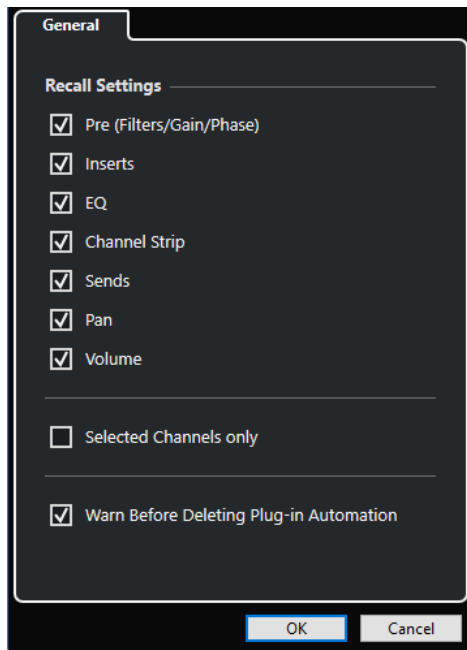 General
Recall Settings
Pre (Filters/Gain/Phase)
Inserts
EQ
Channel Strip
Sends
Pan
Volume
Selected Channels only
Warn Before Deleting Plug-in Automation
OK Cancel